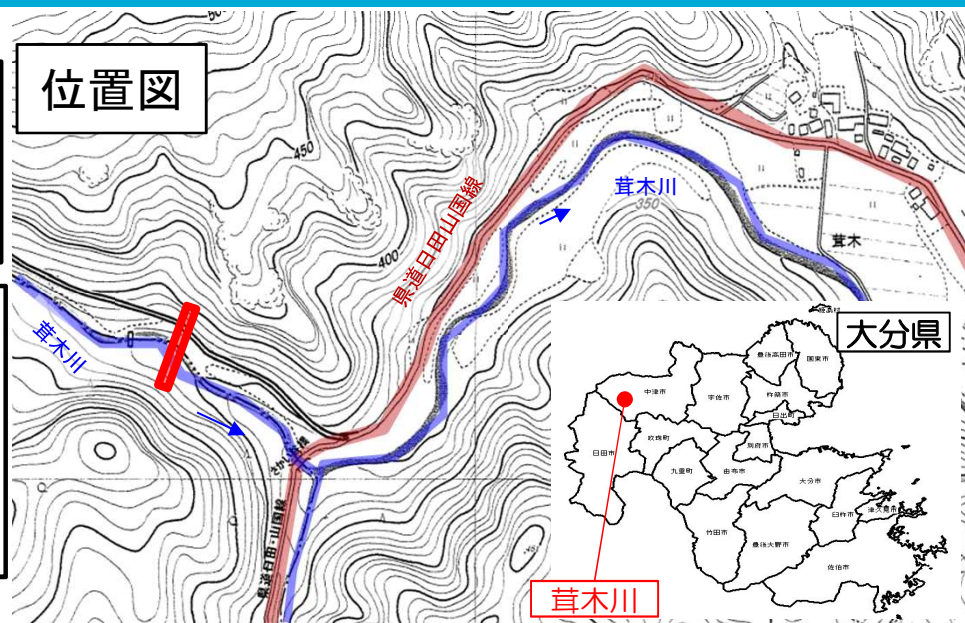 位置図
450
400
350
茸木川
県道日田山国線
茸木川
茸木
県道日田・山国線
大分県
豊後高田市
国東市
中津市
宇佐市
杵築市
日出町
玖珠町
別府市
日田市
九重町
由布市
大分市
臼杵市
津久見市
竹田市
豊後大野市
佐伯市
茸木川